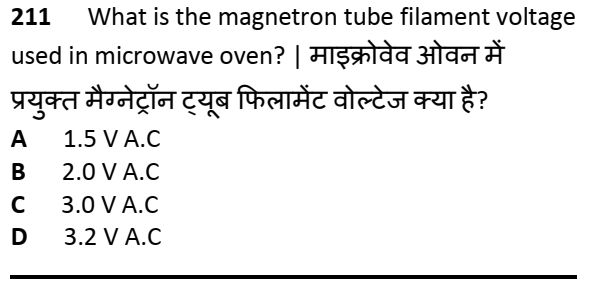 211 What is the magnetron tube filament voltage
used in microwave oven? | माइक्रोवेव ओवन में
प्रयुक्त मैग्नेट्रॉन ट्यूब फिलामेंट वोल्टेज क्या है?
A 1.5 V A.C
B 2.0 V A.C
C 3.0 V A.C
D 3.2 V A.C